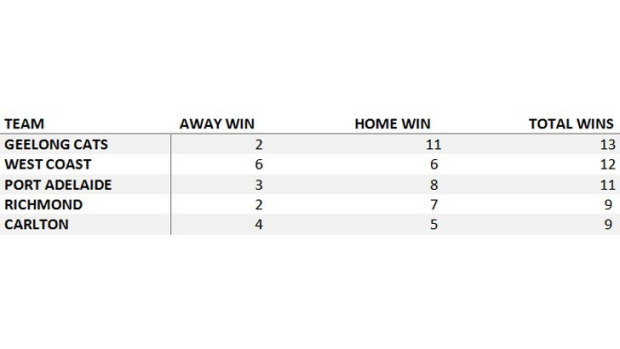 TEAM AWAY WIN HOME WIN TOTAL WINS
GEELONG CATS 2 11 13
WEST COAST 6 6 12
PORT ADELAIDE 3 8 11
RICHMOND 2 7 9
CARLTON 4 5 9